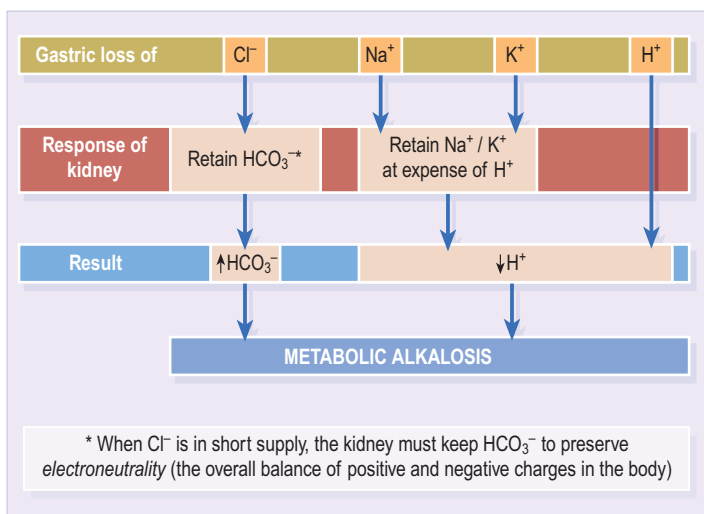 Gastric loss of Cl⁻ Na⁺ K⁺ H⁺
Response of
kidney
Retain HCO₃⁻*
Retain Na⁺ / K⁺
at expense of H⁺
Result ↑HCO₃⁻ ↓H⁺
METABOLIC ALKALOSIS
* When Cl⁻ is in short supply, the kidney must keep HCO₃⁻ to preserve
electroneutrality (the overall balance of positive and negative charges in the body)